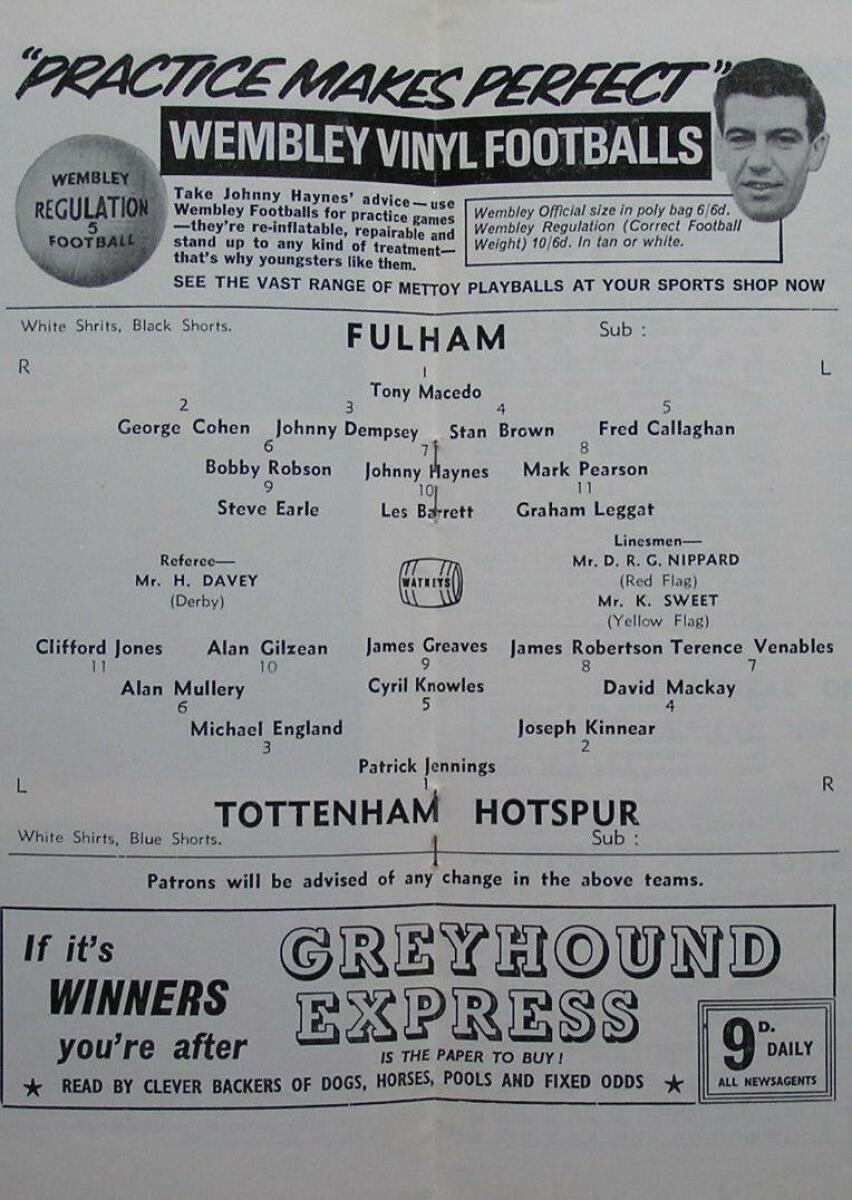 "PRACTICE MAKES PERFECT"
WEMBLEY VINYL FOOTBALLS
WEMBLEY
REGULATION
5
FOOTBALL
Take Johnny Haynes' advice—use
Wembley Footballs for practice games
—they're re-inflatable, repairable and
stand up to any kind of treatment—
that's why youngsters like them.
Wembley Official size in poly bag 6/6d.
Wembley Regulation (Correct Football
Weight) 10/6d. In tan or white.
SEE THE VAST RANGE OF METTOY PLAYBALLS AT YOUR SPORTS SHOP NOW
White Shrits, Black Shorts. FULHAM Sub :
R L
1
Tony Macedo
2 3 4 5
George Cohen Johnny Dempsey Stan Brown Fred Callaghan
6 7 8
Bobby Robson Johnny Haynes Mark Pearson
9 10 11
Steve Earle Les Barrett Graham Leggat
Referee—
Mr. H. DAVEY
(Derby)
WATNEYS
Linesmen—
Mr. D. R. G. NIPPARD
(Red Flag)
Mr. K. SWEET
(Yellow Flag)
Clifford Jones Alan Gilzean James Greaves James Robertson Terence Venables
11 10 9 8 7
Alan Mullery Cyril Knowles David Mackay
6 5 4
Michael England Joseph Kinnear
3 2
Patrick Jennings
1
L R
TOTTENHAM HOTSPUR
White Shirts, Blue Shorts. Sub :
Patrons will be advised of any change in the above teams.
If it's
WINNERS
you're after
GREYHOUND
EXPRESS
IS THE PAPER TO BUY!
9D. DAILY
ALL NEWSAGENTS
★ READ BY CLEVER BACKERS OF DOGS, HORSES, POOLS AND FIXED ODDS ★